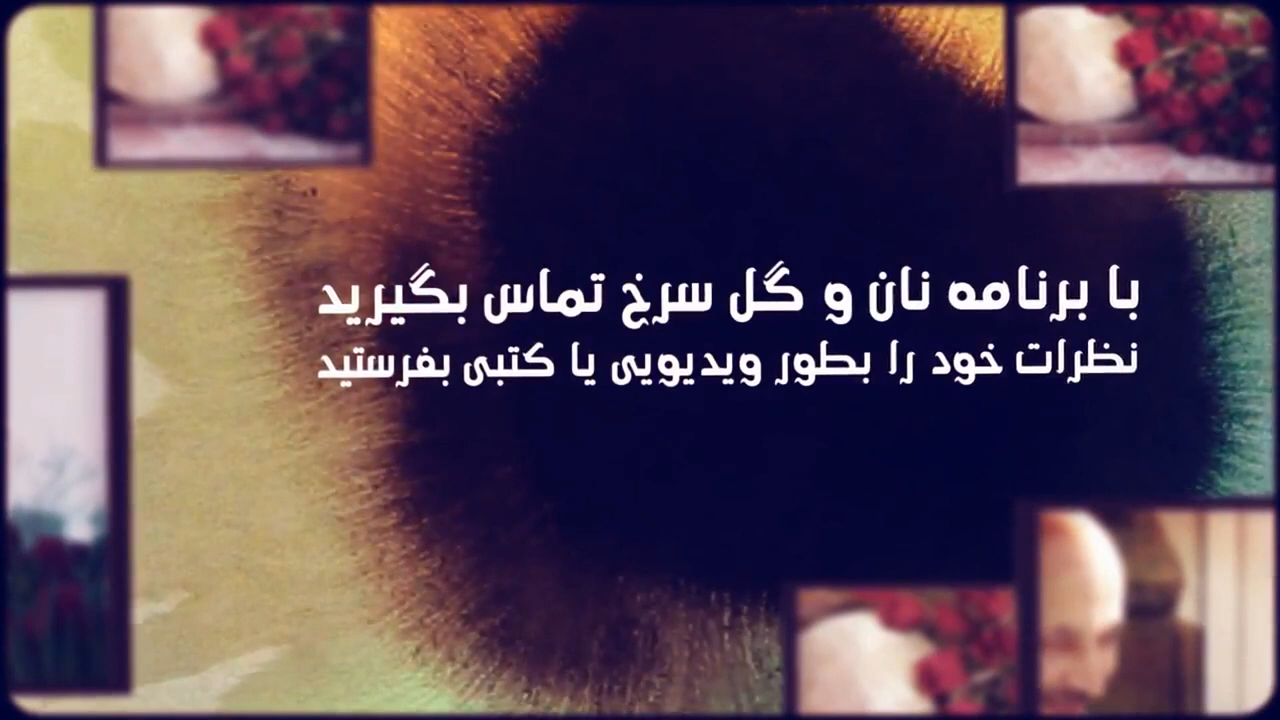 با برنامه نان و گل سرخ تماس بگیرید
نظرات خود را بطور ویدیویی یا کتبی بفرستید